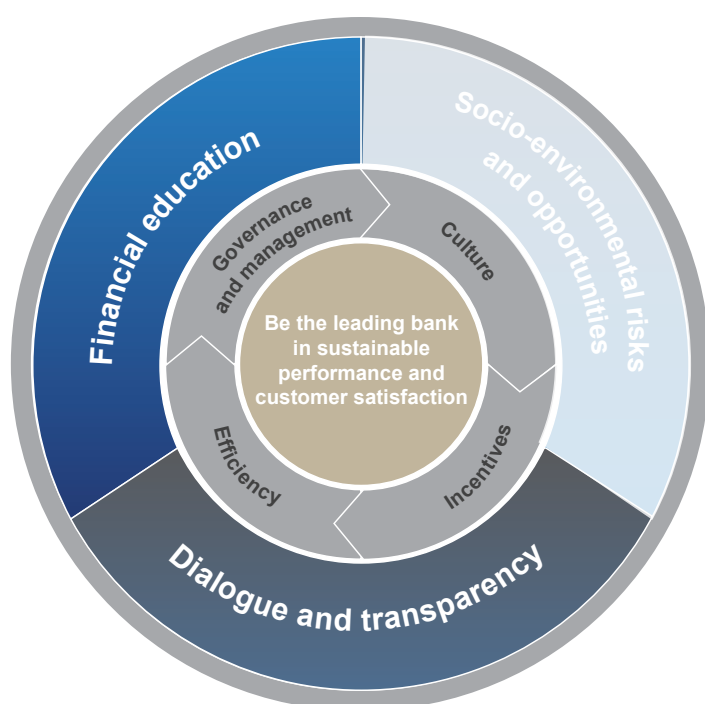 Financial education
Socio-environmental risks
and opportunities
Dialogue and transparency
Governance
and management
Culture
Incentives
Efficiency
Be the leading bank
in sustainable
performance and
customer satisfaction